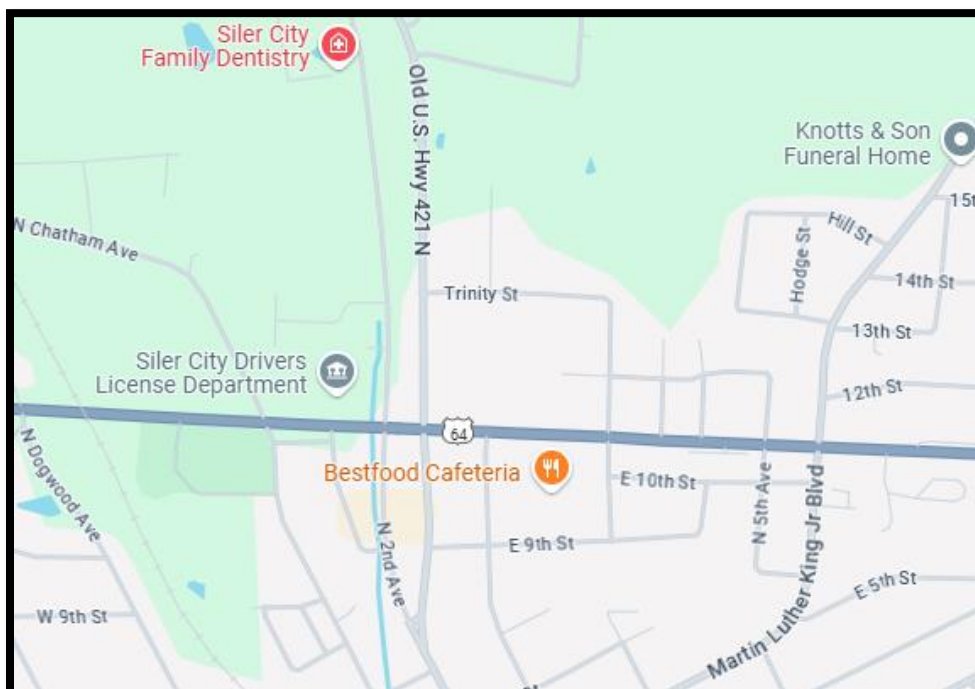 Siler City
Family Dentistry
Old U.S. Hwy 421 N
Knotts & Son
Funeral Home
15t
N Chatham Ave
Hill St
Hodge St
14th St
Trinity St
13th St
Siler City Drivers
License Department
12th St
64
N Dogwood Ave
Bestfood Cafeteria
E 10th St
N 5th Ave
Martin Luther King Jr Blvd
N 2nd Ave
E 9th St
E 5th St
W 9th St